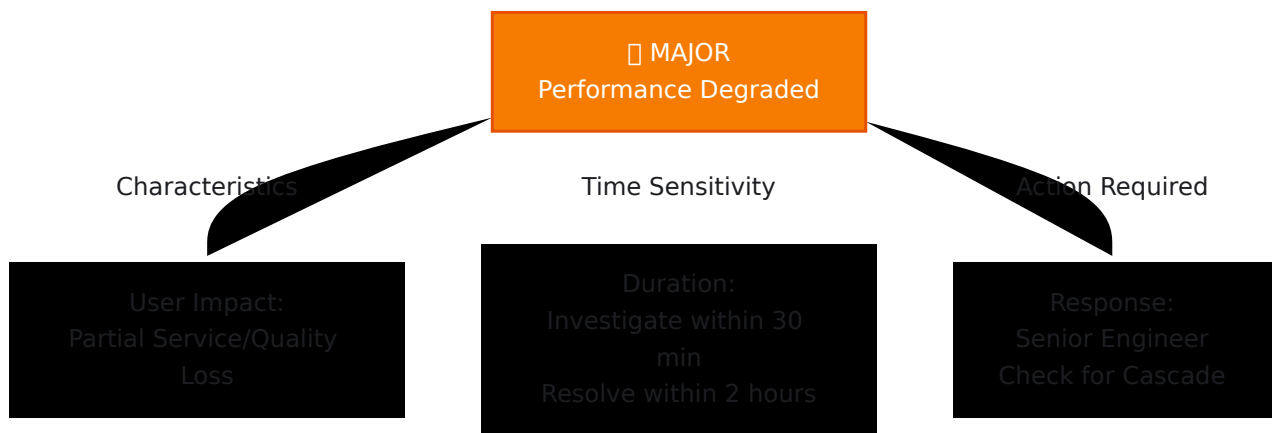 MAJOR
Performance Degraded
Characteristics
Time Sensitivity
Action Required
User Impact:
Partial Service/Quality
Loss
Duration:
Investigate within 30
min
Resolve within 2 hours
Response:
Senior Engineer
Check for Cascade